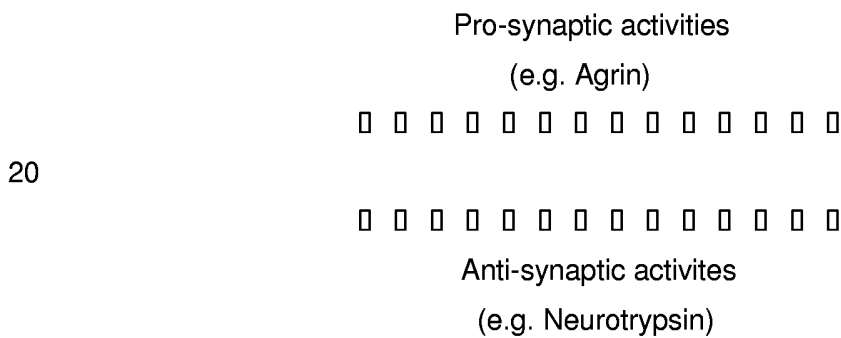 Pro-synaptic activities
(e.g. Agrin)
▯ ▯ ▯ ▯ ▯ ▯ ▯ ▯ ▯ ▯ ▯ ▯ ▯ ▯
20
▯ ▯ ▯ ▯ ▯ ▯ ▯ ▯ ▯ ▯ ▯ ▯ ▯ ▯
Anti-synaptic activites
(e.g. Neurotrypsin)